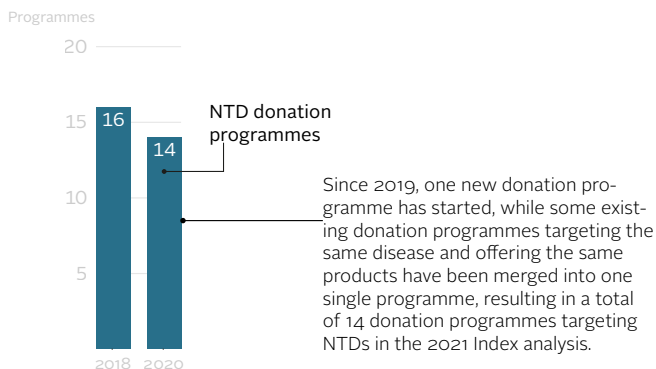 Programmes
20
15
10
5
16
14
2018 2020
NTD donation
programmes
Since 2019, one new donation pro-
gramme has started, while some exist-
ing donation programmes targeting the
same disease and offering the same
products have been merged into one
single programme, resulting in a total
of 14 donation programmes targeting
NTDs in the 2021 Index analysis.